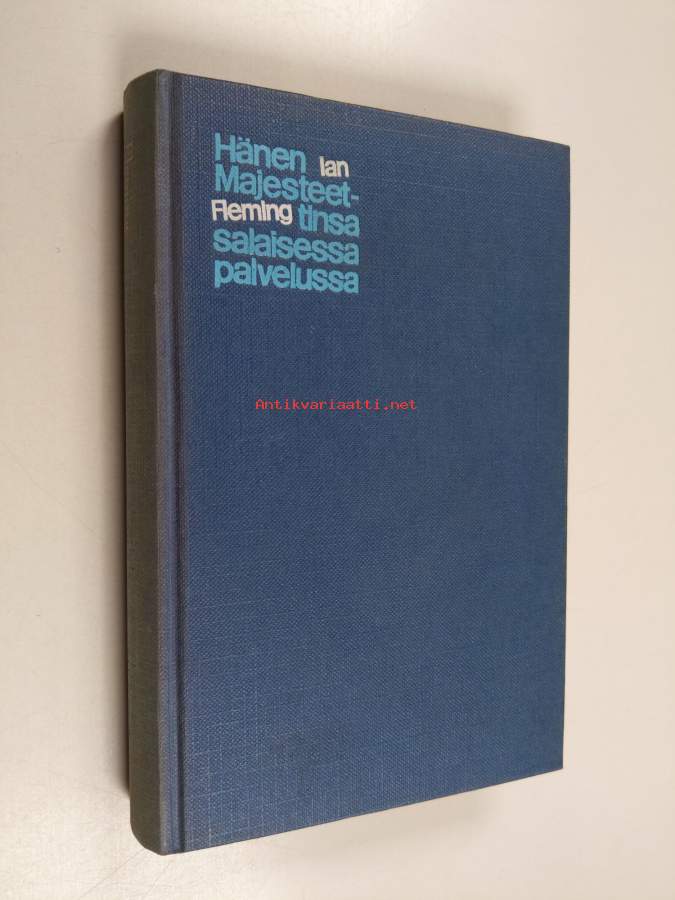 Hänen Ian
Majesteet-
Fleming tinsa
salaisessa
palvelussa
Antikvariaatti.net